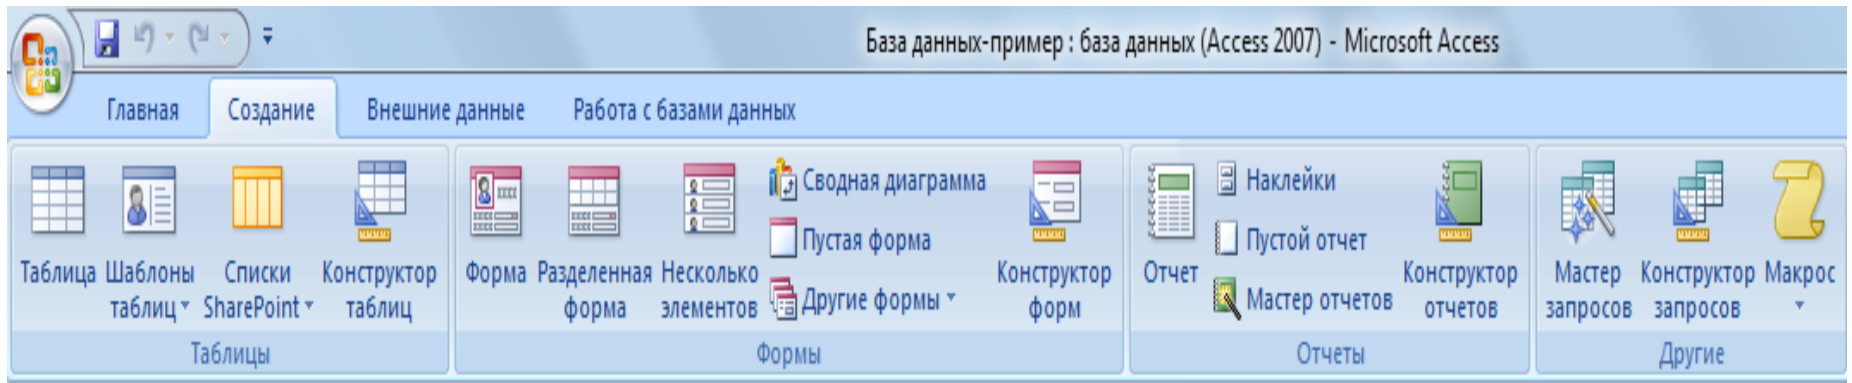 База данных-пример : база данных (Access 2007) - Microsoft Access
Главная Создание Внешние данные Работа с базами данных
Таблица
Шаблоны
таблиц
Списки
SharePoint
Конструктор
таблиц
Таблицы
Форма
Разделенная
форма
Несколько
элементов
Сводная диаграмма
Пустая форма
Другие формы
Конструктор
форм
Формы
Отчет
Наклейки
Пустой отчет
Мастер отчетов
Конструктор
отчетов
Отчеты
Мастер
запросов
Конструктор
запросов
Макрос
Другие